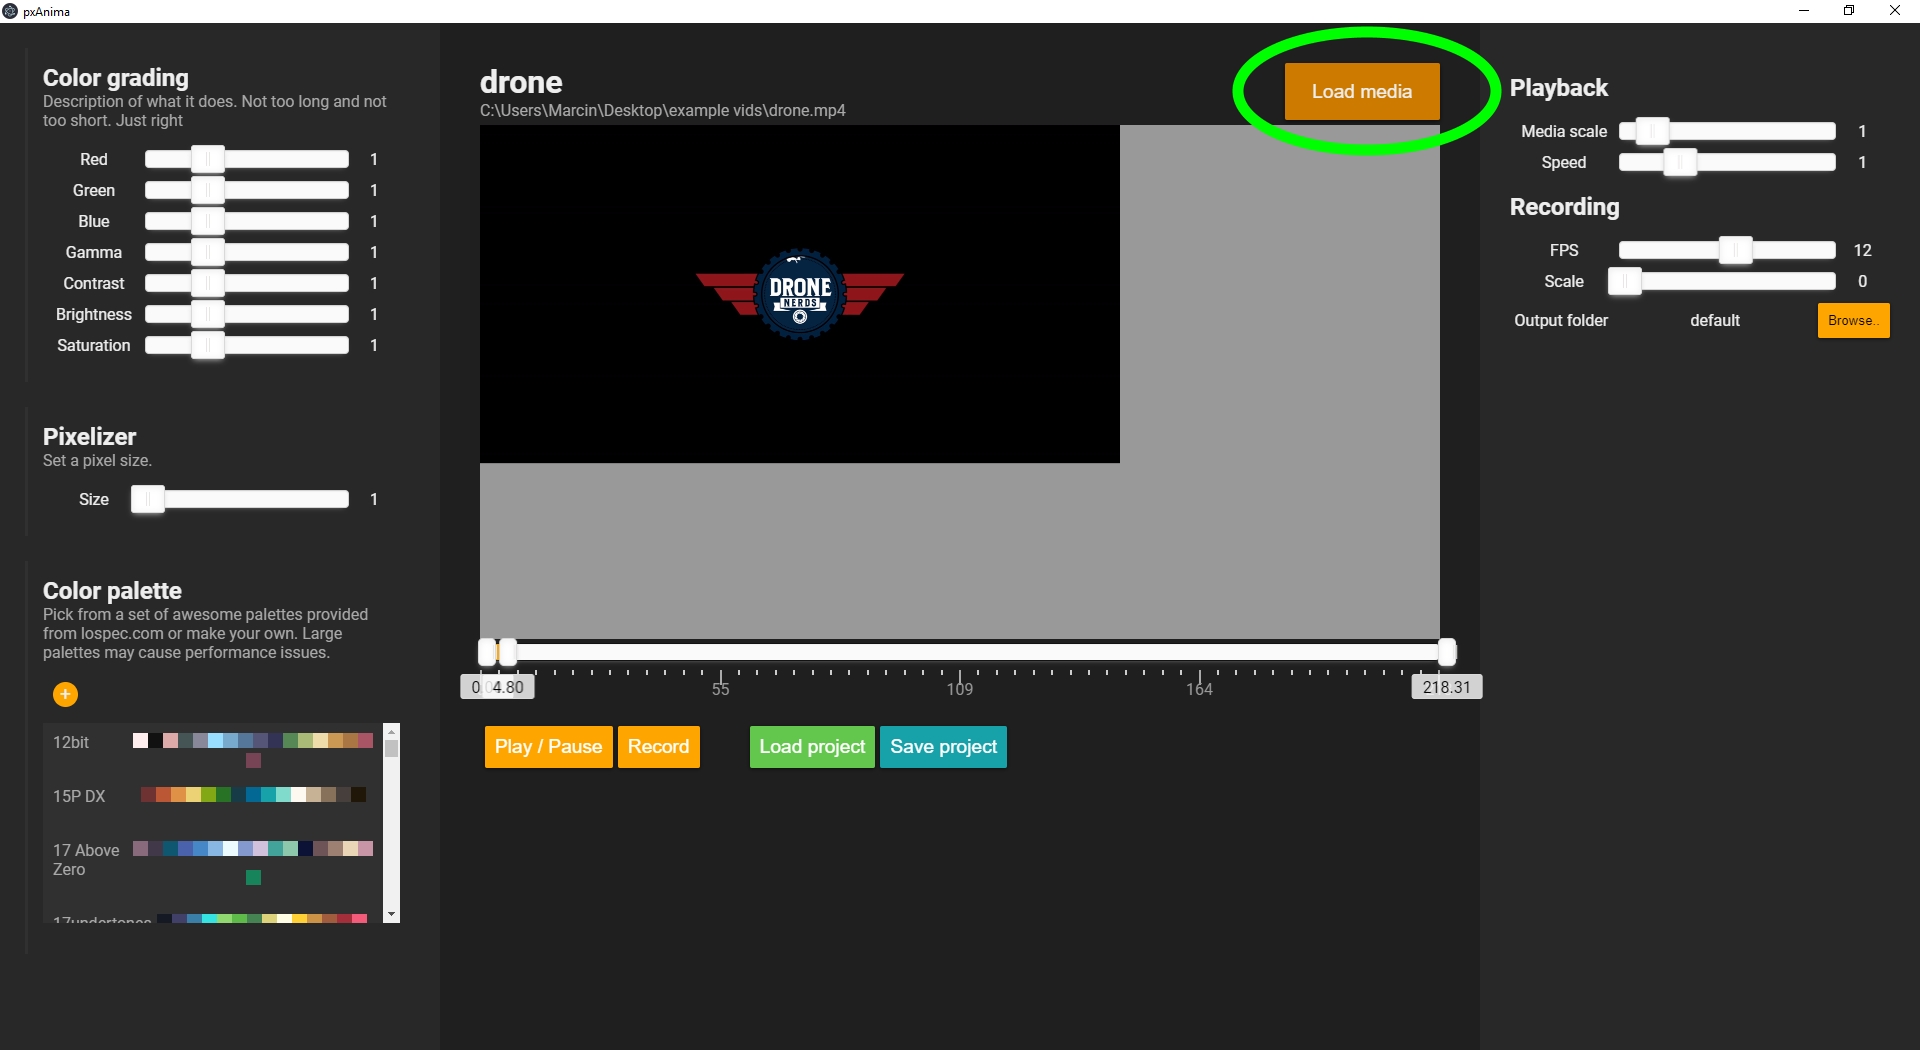 pxAnima
Color grading
Description of what it does. Not too long and not
too short. Just right
Red 1
Green 1
Blue 1
Gamma 1
Contrast 1
Brightness 1
Saturation 1
Pixelizer
Set a pixel size.
Size 1
Color palette
Pick from a set of awesome palettes provided
from lospec.com or make your own. Large
palettes may cause performance issues.
+
12bit
15P DX
17 Above
Zero
17undertones
drone
C:\Users\Marcin\Desktop\example vids\drone.mp4
Load media
DRONE
NERDS
04.80 55 109 164 218.31
Play / Pause Record Load project Save project
Playback
Media scale 1
Speed 1
Recording
FPS 12
Scale 0
Output folder default Browse..